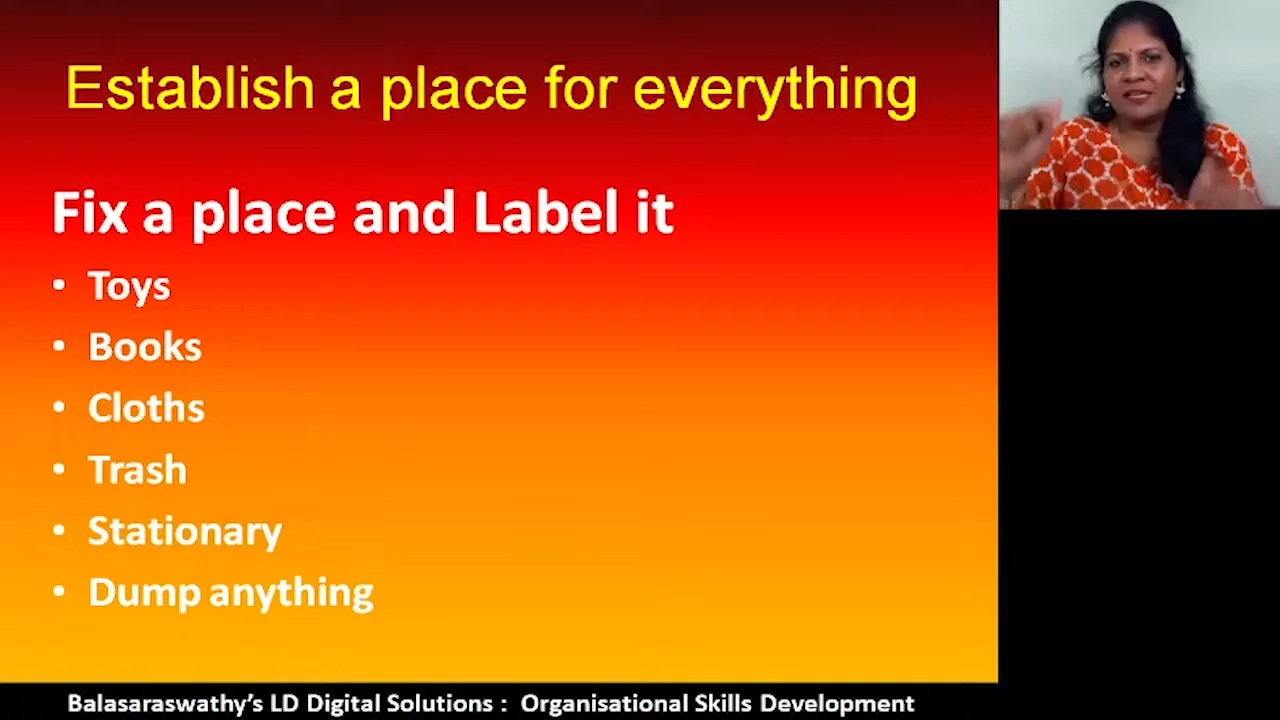 Establish a place for everything
Fix a place and Label it
• Toys
• Books
• Cloths
• Trash
• Stationary
• Dump anything
Balasaraswathy's LD Digital Solutions : Organisational Skills Development